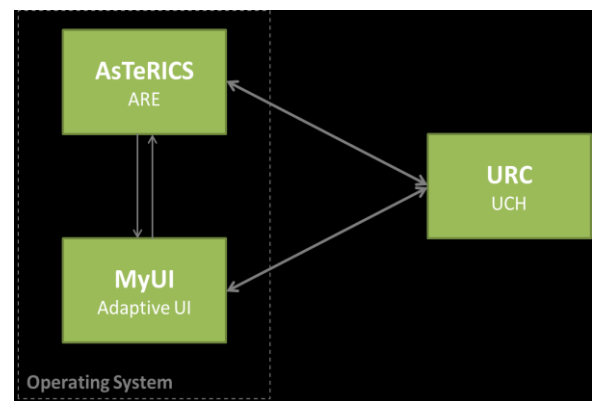 AsTeRICS
ARE
URC
UCH
MyUI
Adaptive UI
Operating System